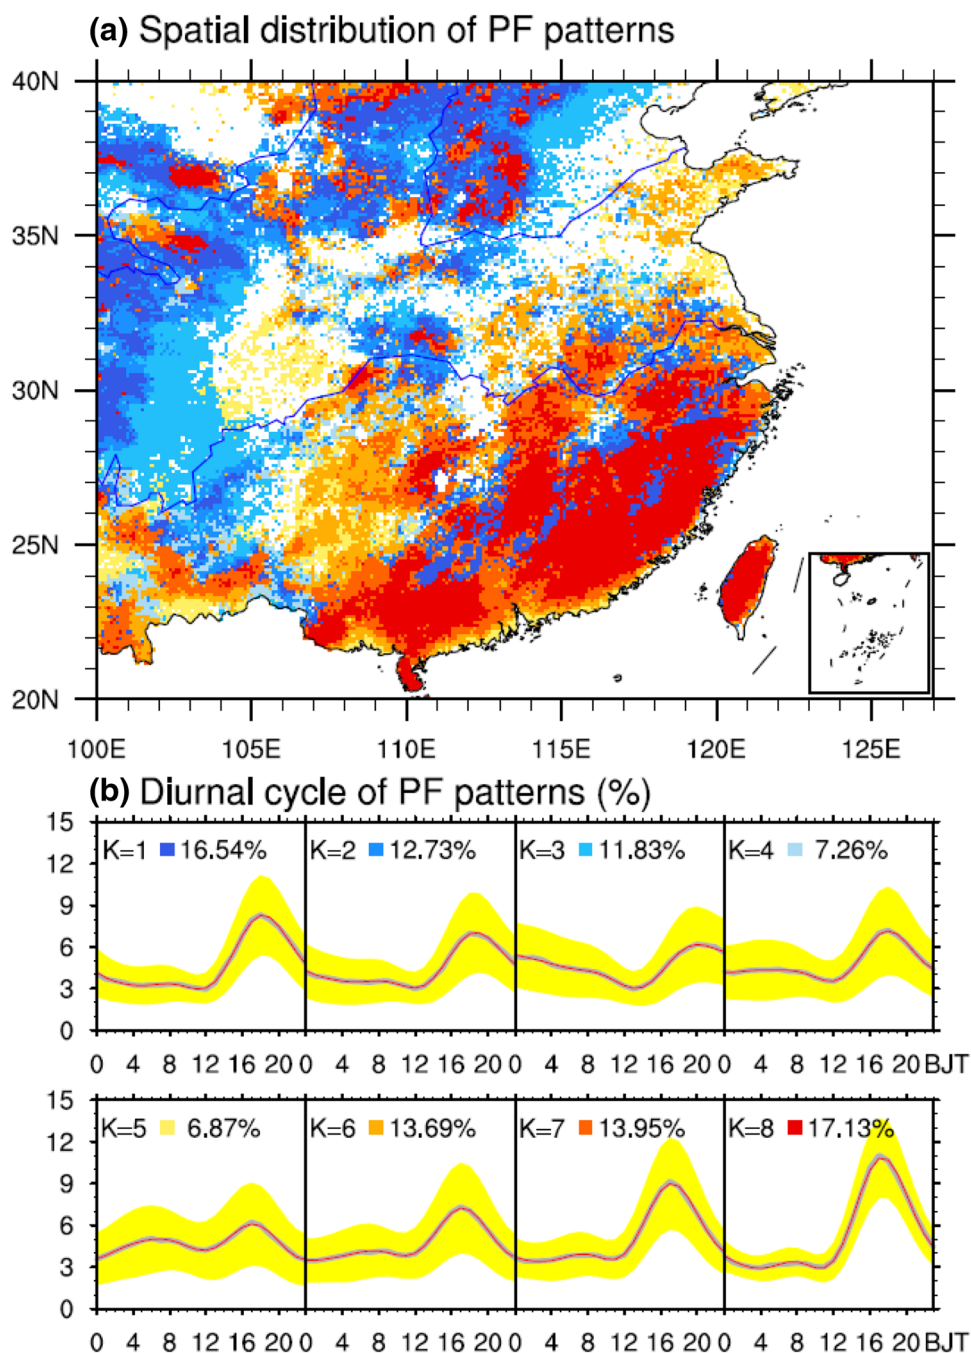 (a) Spatial distribution of PF patterns
40N
35N
30N
25N
20N
100E 105E 110E 115E 120E 125E
(b) Diurnal cycle of PF patterns (%)
15
12
9
6
3
0
K=1 16.54% K=2 12.73% K=3 11.83% K=4 7.26%
0 4 8 12 16 20 0 4 8 12 16 20 0 4 8 12 16 20 0 4 8 12 16 20 BJT
15
12
9
6
3
0
K=5 6.87% K=6 13.69% K=7 13.95% K=8 17.13%
0 4 8 12 16 20 0 4 8 12 16 20 0 4 8 12 16 20 0 4 8 12 16 20 BJT